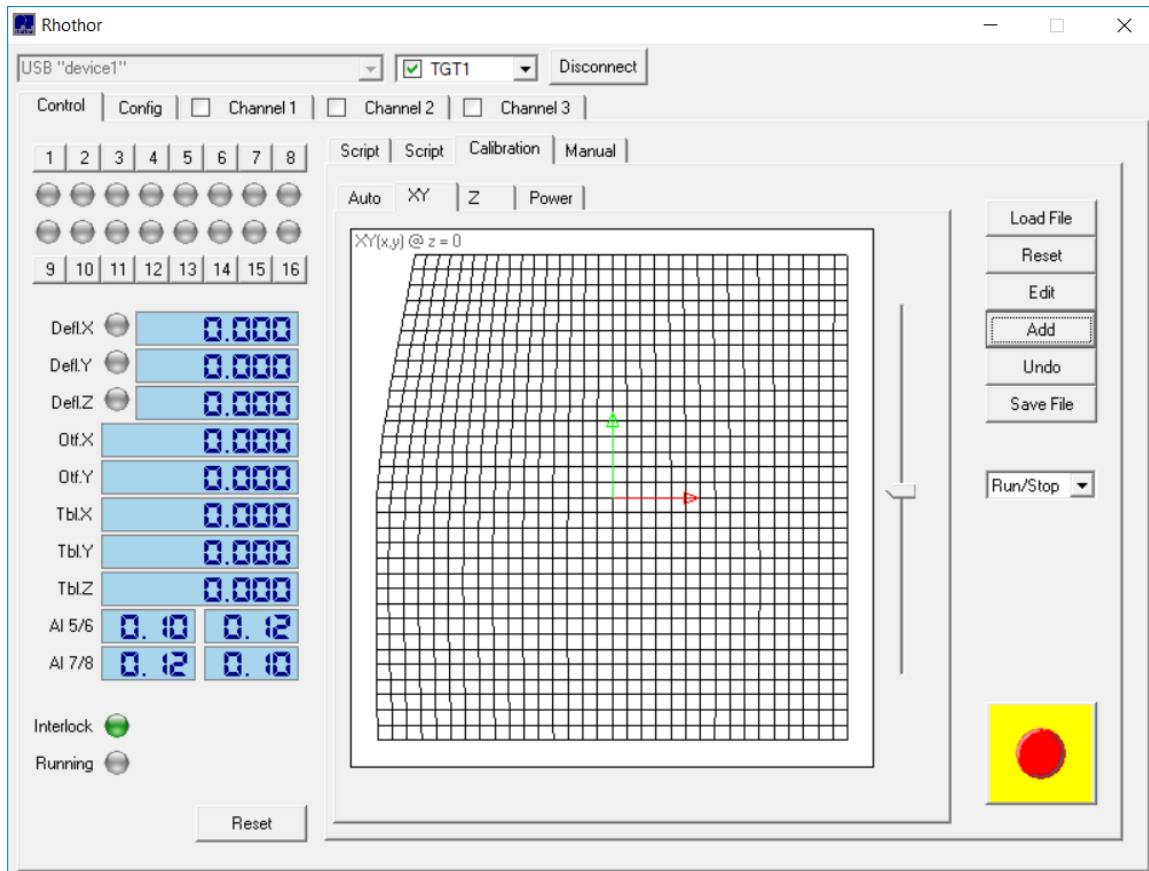 Rhothor
USB "device1" TGT1 Disconnect
Control Config Channel 1 Channel 2 Channel 3
1 2 3 4 5 6 7 8
9 10 11 12 13 14 15 16
Defl.X 0.000
Defl.Y 0.000
Defl.Z 0.000
Otf.X 0.000
Otf.Y 0.000
Tbl.X 0.000
Tbl.Y 0.000
Tbl.Z 0.000
AI 5/6 0.10 0.12
AI 7/8 0.12 0.10
Interlock
Running
Reset
Script Script Calibration Manual
Auto XY Z Power
XY(x,y) @ z = 0
Load File
Reset
Edit
Add
Undo
Save File
Run/Stop